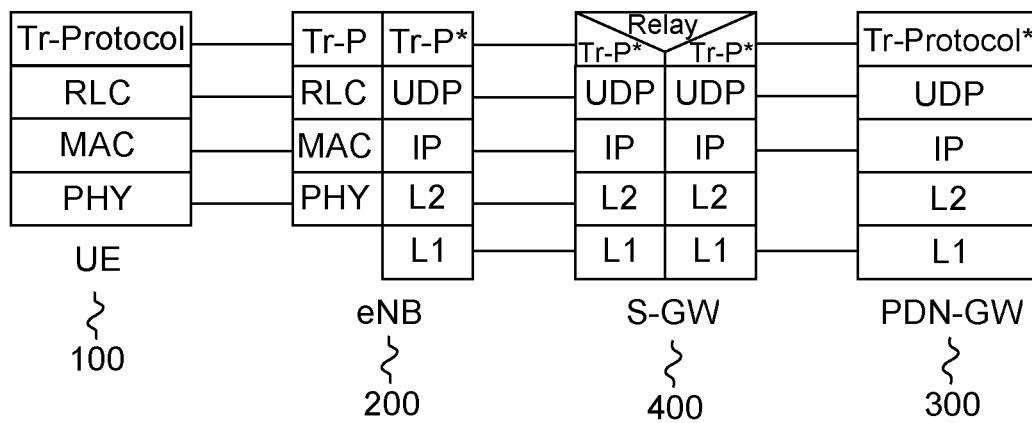 Relay
Tr-Protocol Tr-P Tr-P* Tr-P* Tr-P* Tr-Protocol*
RLC RLC UDP UDP UDP UDP
MAC MAC IP IP IP IP
PHY PHY L2 L2 L2 L2
L1 L1 L1 L1
UE
eNB S-GW PDN-GW
100
200 400 300